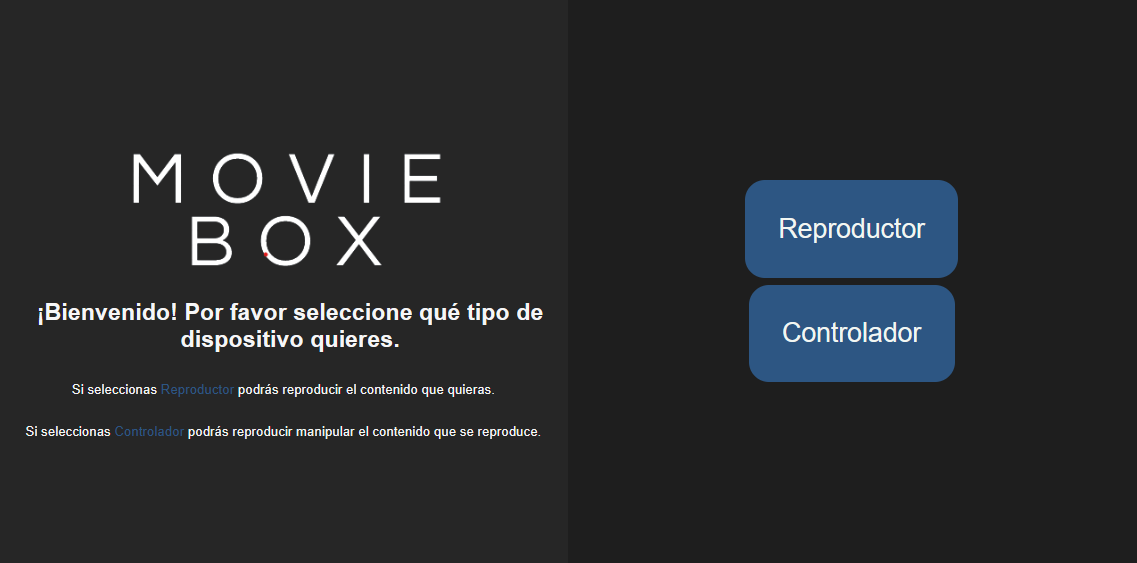 MOVIE
BOX
¡Bienvenido! Por favor seleccione qué tipo de
dispositivo quieres.
Si seleccionas Reproductor podrás reproducir el contenido que quieras.
Si seleccionas Controlador podrás reproducir manipular el contenido que se reproduce.
Reproductor
Controlador